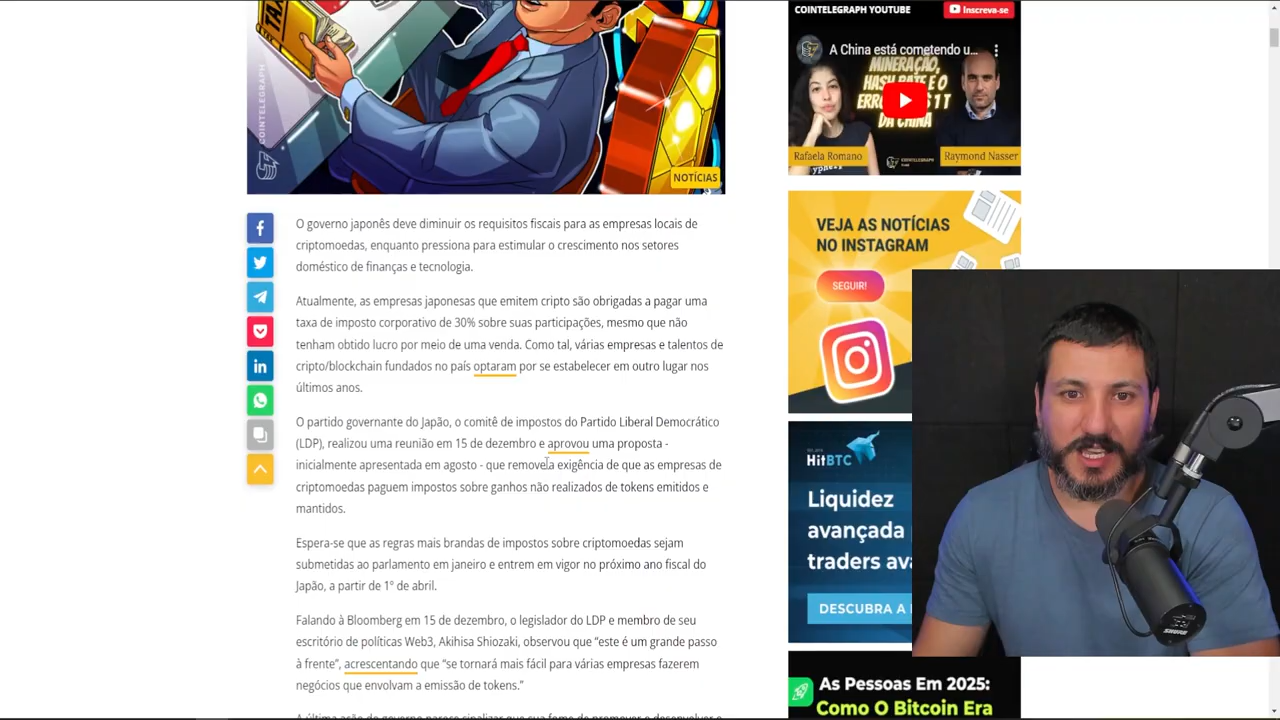 COINTELEGRAPH YOUTUBE
Inscreva-se
A China está cometendo u...
MINERAÇÃO,
HASH RATE E O
DA CHINA
Rafaela Romano
COINTELEGRAPH
Raymond Nasser
COINTELEGRAPH
NOTÍCIAS
O governo japonês deve diminuir os requisitos fiscais para as empresas locais de
criptomoedas, enquanto pressiona para estimular o crescimento nos setores
doméstico de finanças e tecnologia.
Atualmente, as empresas japonesas que emitem cripto são obrigadas a pagar uma
taxa de imposto corporativo de 30% sobre suas participações, mesmo que não
tenham obtido lucro por meio de uma venda. Como tal, várias empresas e talentos de
cripto/blockchain fundados no país optaram por se estabelecer em outro lugar nos
últimos anos.
O partido governante do Japão, o comitê de impostos do Partido Liberal Democrático
(LDP), realizou uma reunião em 15 de dezembro e aprovou uma proposta -
inicialmente apresentada em agosto - que remove a exigência de que as empresas de
criptomoedas paguem impostos sobre ganhos não realizados de tokens emitidos e
mantidos.
Espera-se que as regras mais brandas de impostos sobre criptomoedas sejam
submetidas ao parlamento em janeiro e entrem em vigor no próximo ano fiscal do
Japão, a partir de 1º de abril.
Falando à Bloomberg em 15 de dezembro, o legislador do LDP e membro de seu
escritório de políticas Web3, Akihisa Shiozaki, observou que “este é um grande passo
à frente”, acrescentando que “se tornará mais fácil para várias empresas fazerem
negócios que envolvam a emissão de tokens.”
VEJA AS NOTÍCIAS
NO INSTAGRAM
SEGUIR!
HitBTC
Liquidez
avançada
traders ava
DESCUBRA A
As Pessoas Em 2025:
Como O Bitcoin Era
SHURE